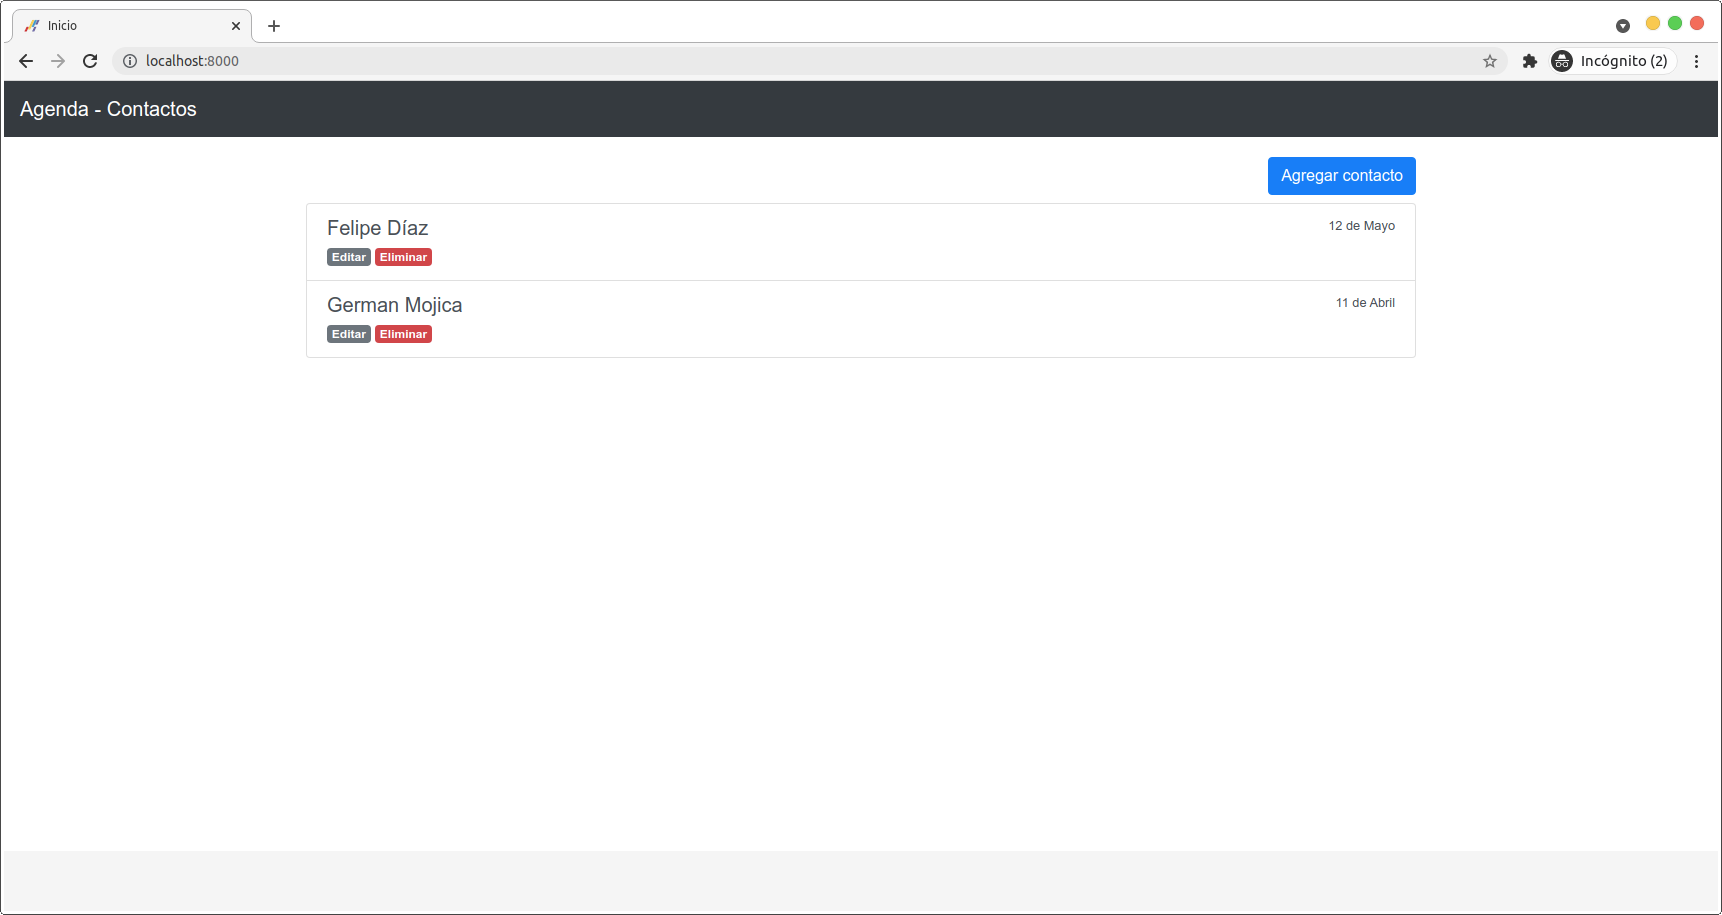 Inicio
localhost:8000
Incógnito (2)
Agenda - Contactos
Agregar contacto
Felipe Díaz
12 de Mayo
Editar Eliminar
German Mojica
11 de Abril
Editar Eliminar